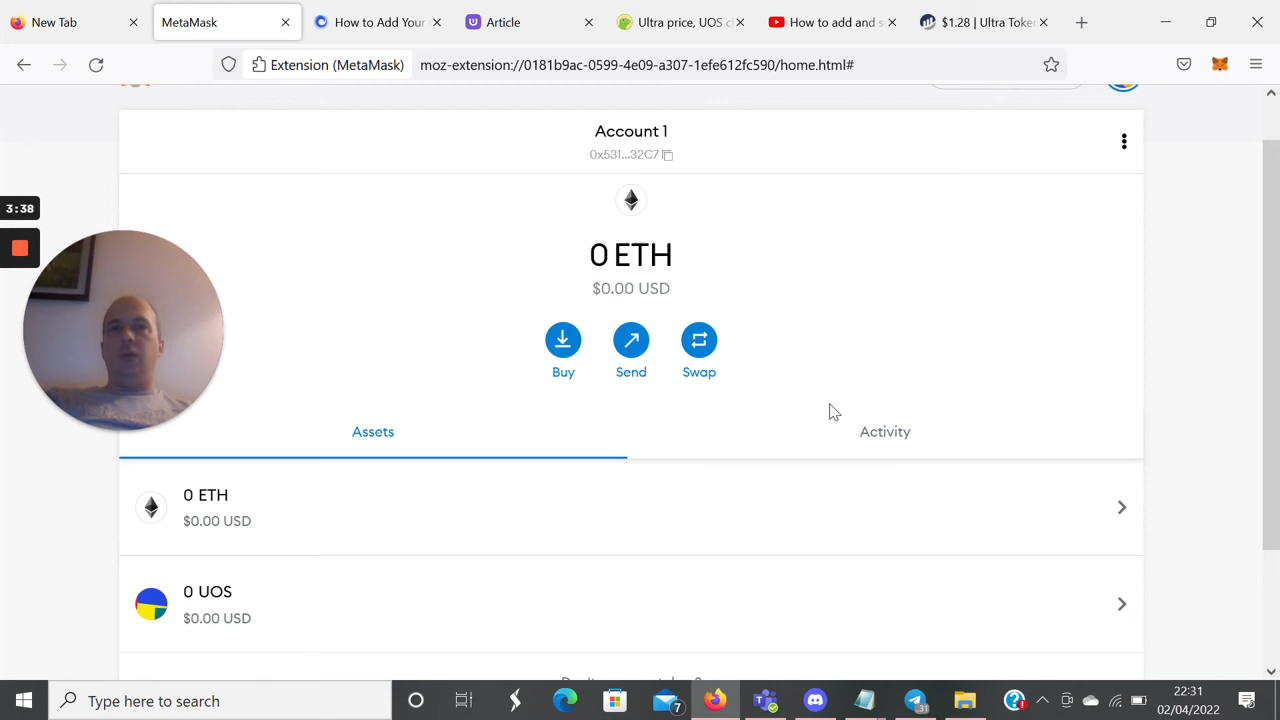 New Tab
MetaMask
How to Add Your
Article
Ultra price, UOS c
How to add and s
$1.28 | Ultra Toke
Extension (MetaMask)
moz-extension://0181b9ac-0599-4e09-a307-1efe612fc590/home.html#
Account 1
0x531...32C7
3:38
0 ETH
$0.00 USD
Buy
Send
Swap
Assets
Activity
0 ETH
$0.00 USD
0 UOS
$0.00 USD
Type here to search
7
31
22:31
02/04/2022